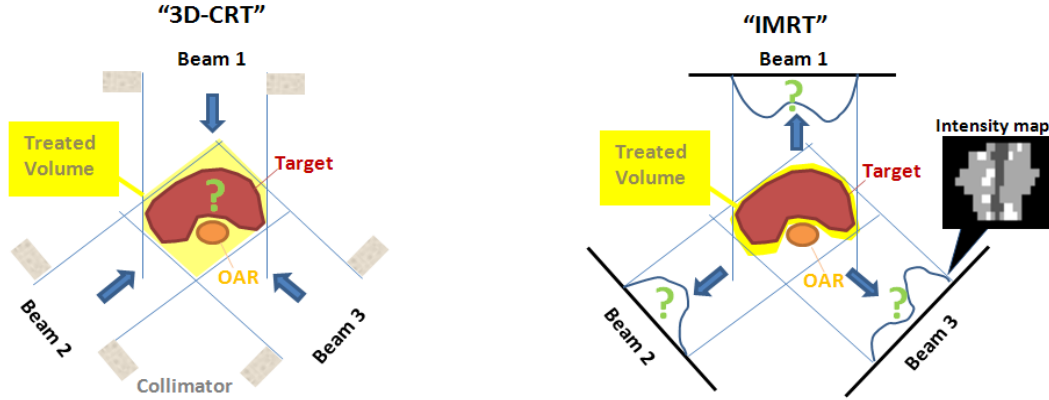 "3D-CRT"
Beam 1
Treated
Volume
Target
?
OAR
Beam 2
Beam 3
Collimator
"IMRT"
Beam 1
?
Intensity map
Treated
Volume
Target
OAR
?
?
Beam 2
Beam 3